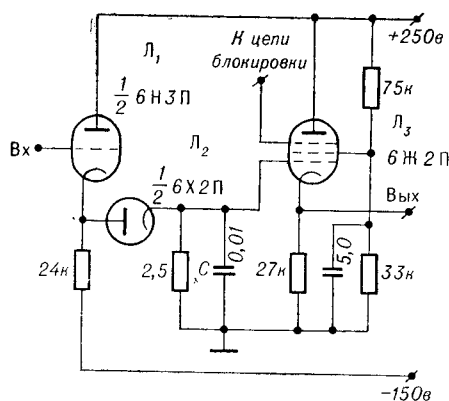 К цепи
блокировки
+250в
Л₁
½ 6Н3П
75к
Л₃
6Ж2П
Вх
Л₂
½ 6Х2П
Вых
24к
2,5
С
0,01
27к
5,0
33к
−150в